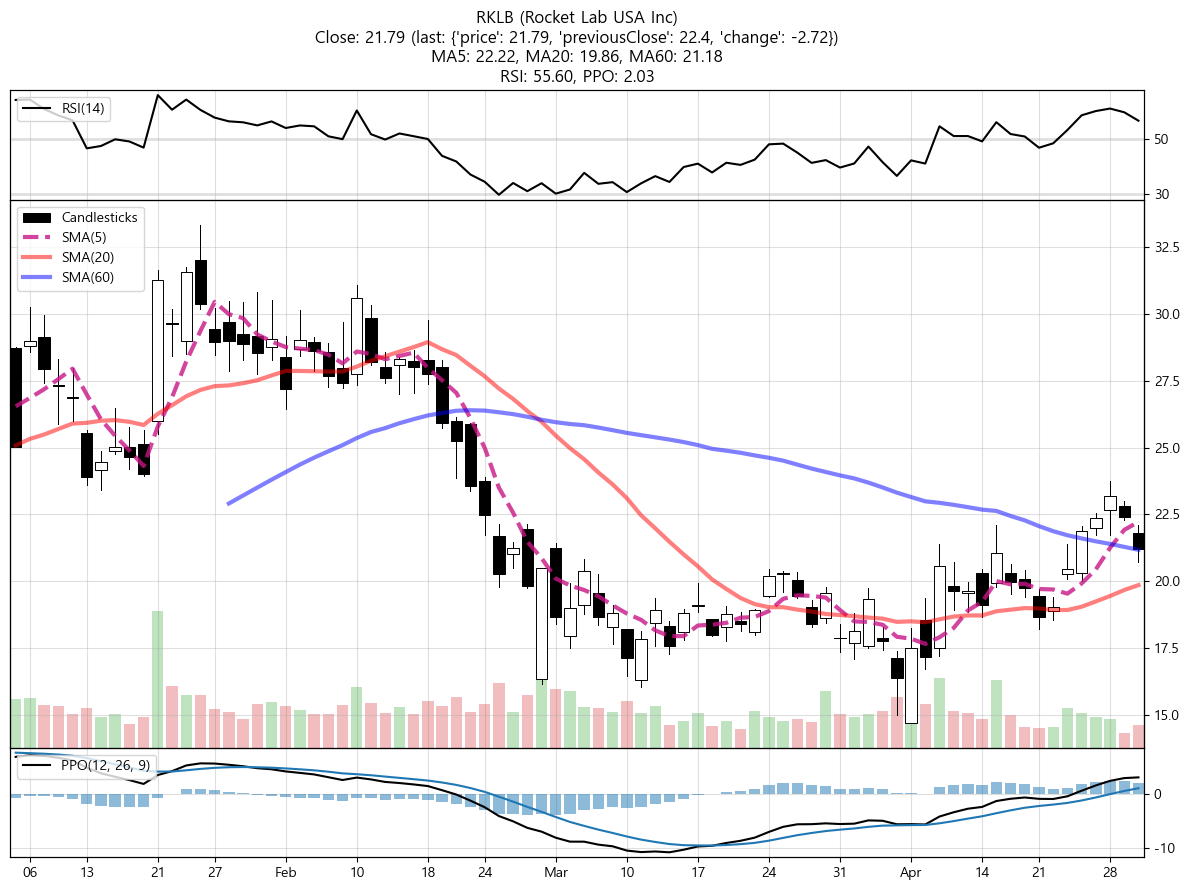 RKLB (Rocket Lab USA Inc)
Close: 21.79 (last: {'price': 21.79, 'previousClose': 22.4, 'change': -2.72})
MA5: 22.22, MA20: 19.86, MA60: 21.18
RSI: 55.60, PPO: 2.03
RSI(14)
50
30
Candlesticks
SMA(5)
SMA(20)
SMA(60)
32.5
30.0
27.5
25.0
22.5
20.0
17.5
15.0
PPO(12, 26, 9)
0
-10
06 13 21 27 Feb 10 18 24 Mar 10 17 24 31 Apr 14 21 28